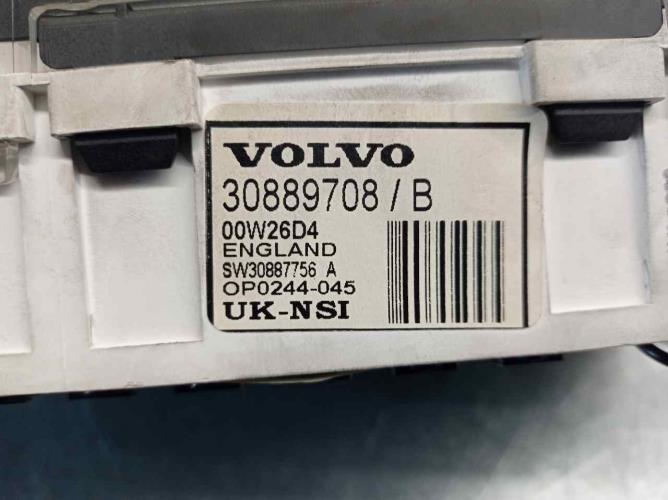 VOLVO
30889708 / B
00W26D4
ENGLAND
SW30887756 A
OP0244-045
UK-NSI